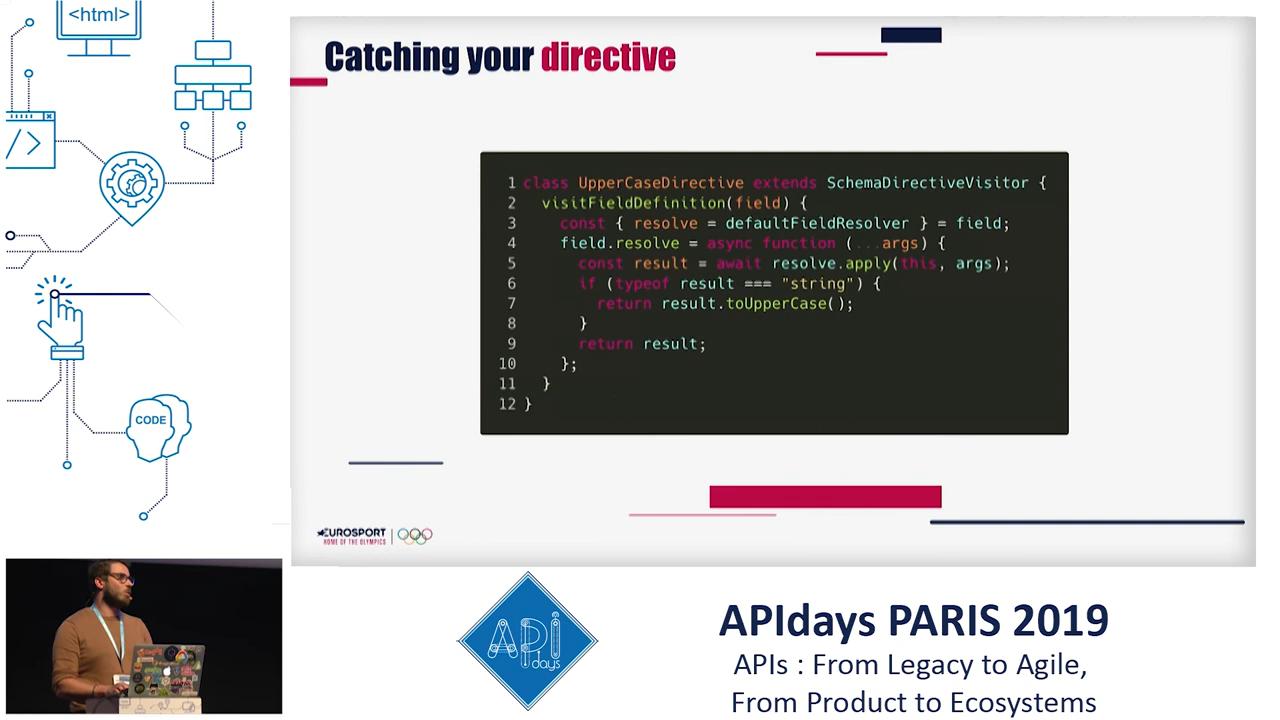 <html>
Catching your directive
1 class UpperCaseDirective extends SchemaDirectiveVisitor {
2 visitFieldDefinition(field) {
3 const { resolve = defaultFieldResolver } = field;
4 field.resolve = async function (...args) {
5 const result = await resolve.apply(this, args);
6 if (typeof result === "string") {
7 return result.toUpperCase();
8 }
9 return result;
10 };
11 }
12 }
</>
CODE
EUROSPORT
HOME OF THE OLYMPICS
API
days
APIdays PARIS 2019
APIs : From Legacy to Agile,
From Product to Ecosystems